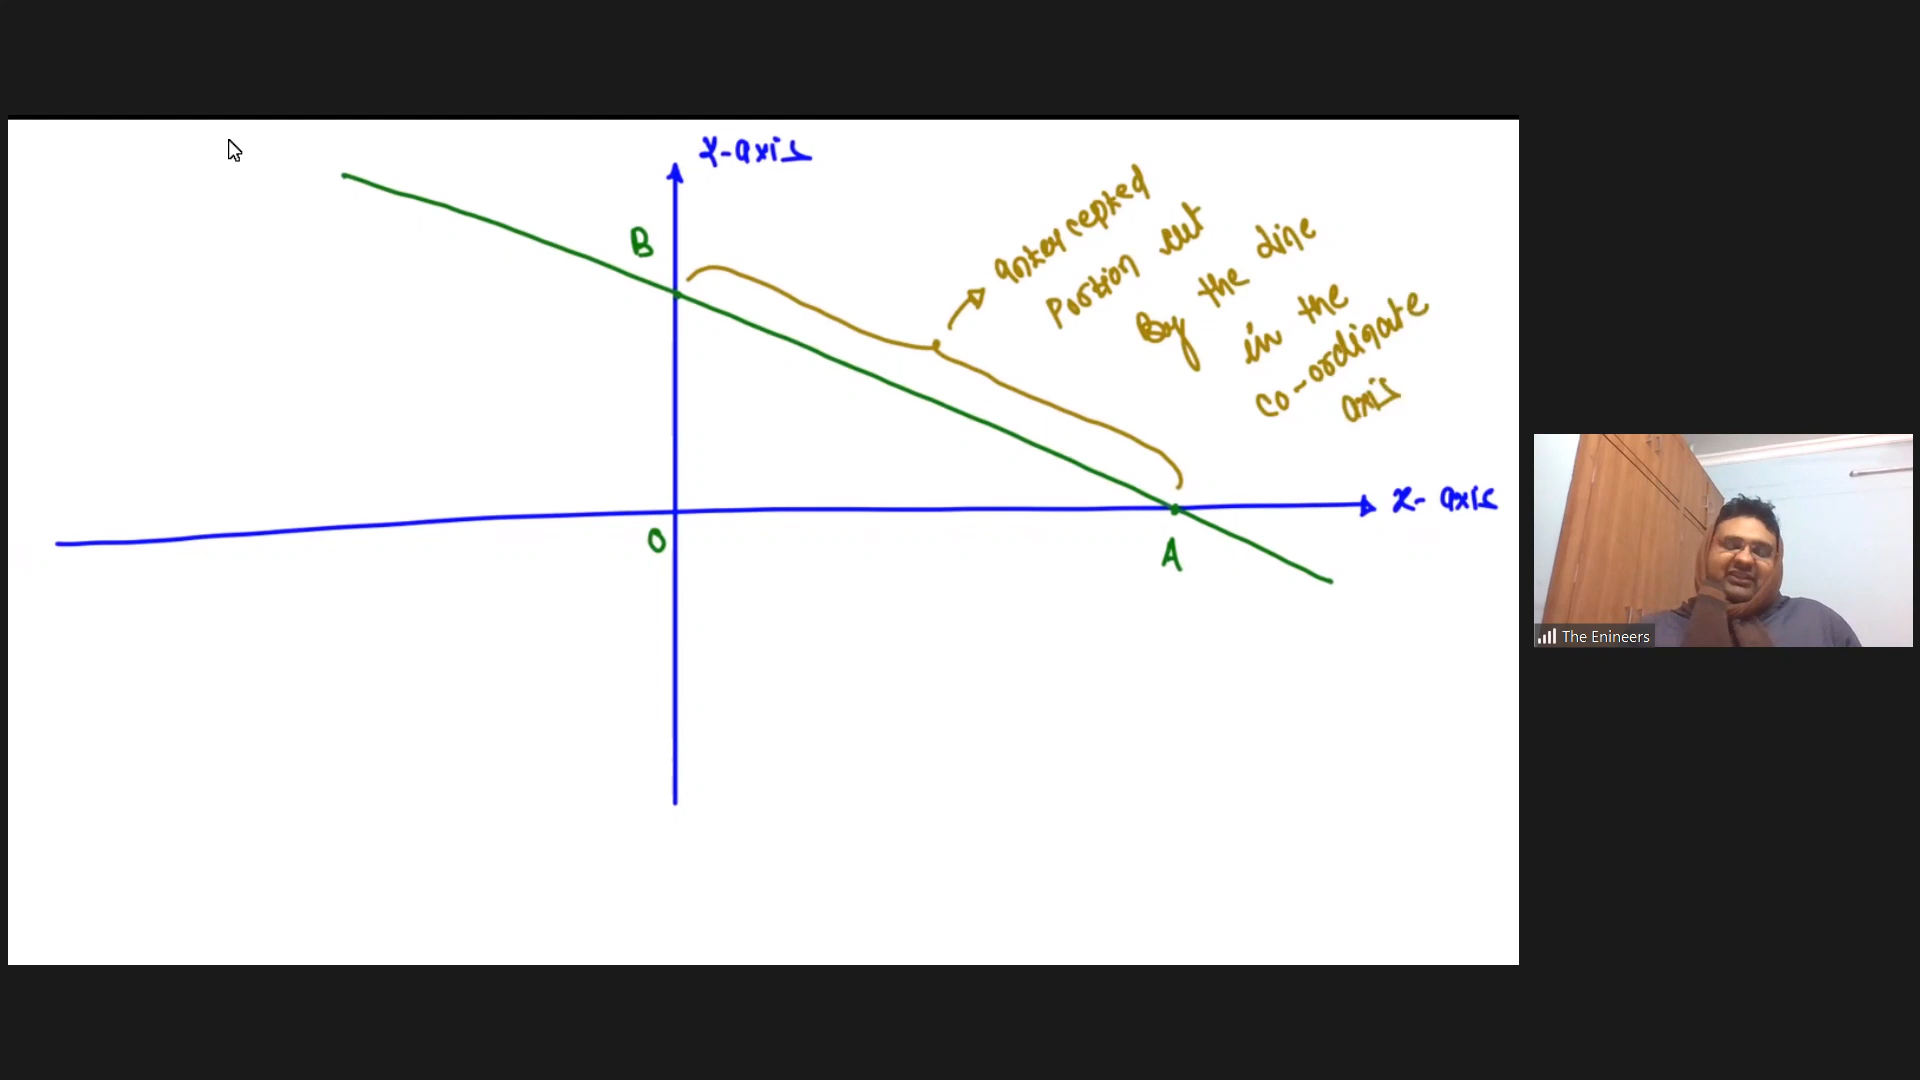 Y-axis
B
intercepted
Portion cut
By the line
in the
co-ordinate
axis
x-axis
O
A
The Enineers